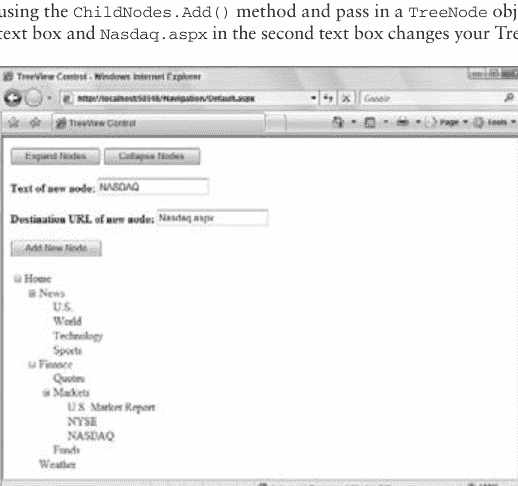 using the ChildNodes.Add() method and pass in a TreeNode obj
text box and Nasdaq.aspx in the second text box changes your Tre
TreeView Control - Windows Internet Explorer
http://localhost:50348/Navigation/Default.aspx
Google
TreeView Control
Page Tools
Expand Nodes Collapse Nodes
Text of new node: NASDAQ
Destination URL of new node: Nasdaq.aspx
Add New Node
Home
News
U.S.
World
Technology
Sports
Finance
Quotes
Markets
U.S. Market Report
NYSE
NASDAQ
Funds
Weather